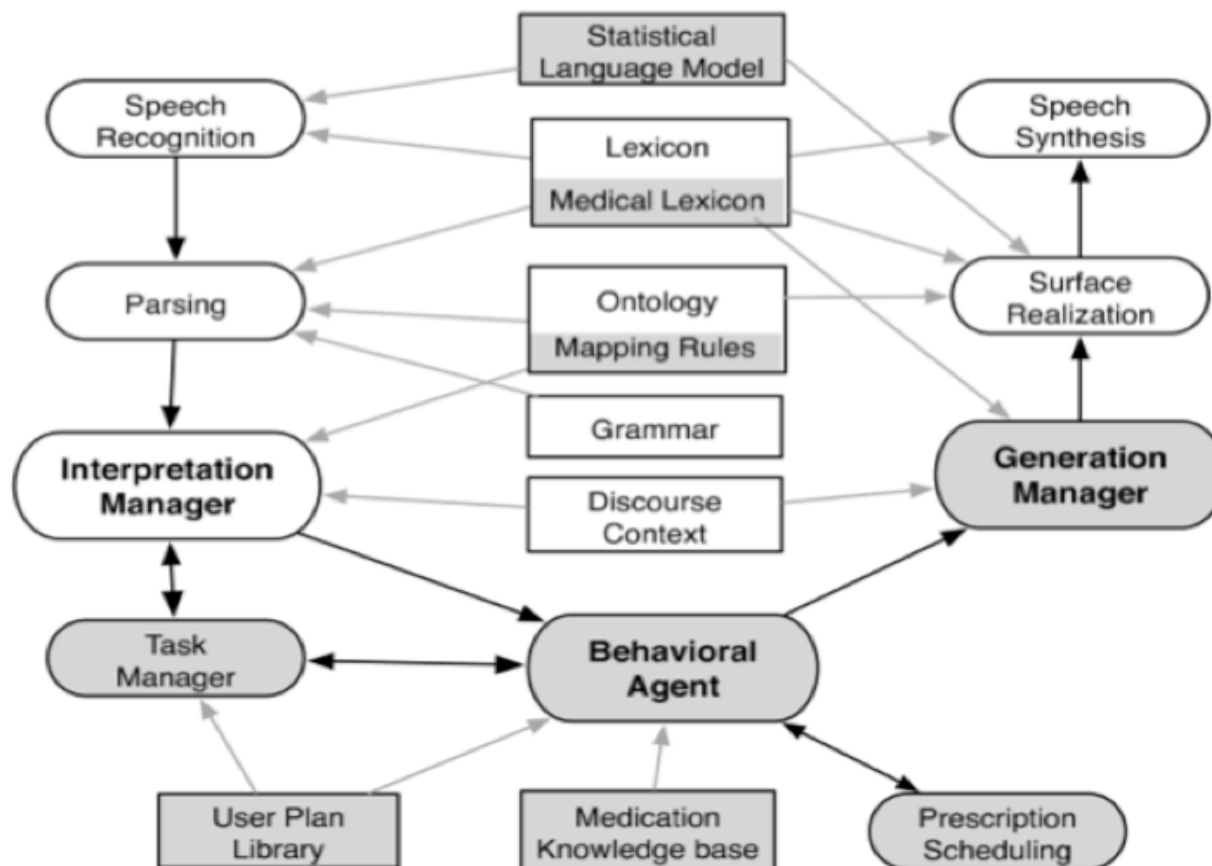 Statistical
Language Model
Speech
Recognition
Speech
Synthesis
Lexicon
Medical Lexicon
Parsing
Ontology
Mapping Rules
Surface
Realization
Grammar
Interpretation
Manager
Generation
Manager
Discourse
Context
Task
Manager
Behavioral
Agent
User Plan
Library
Medication
Knowledge base
Prescription
Scheduling